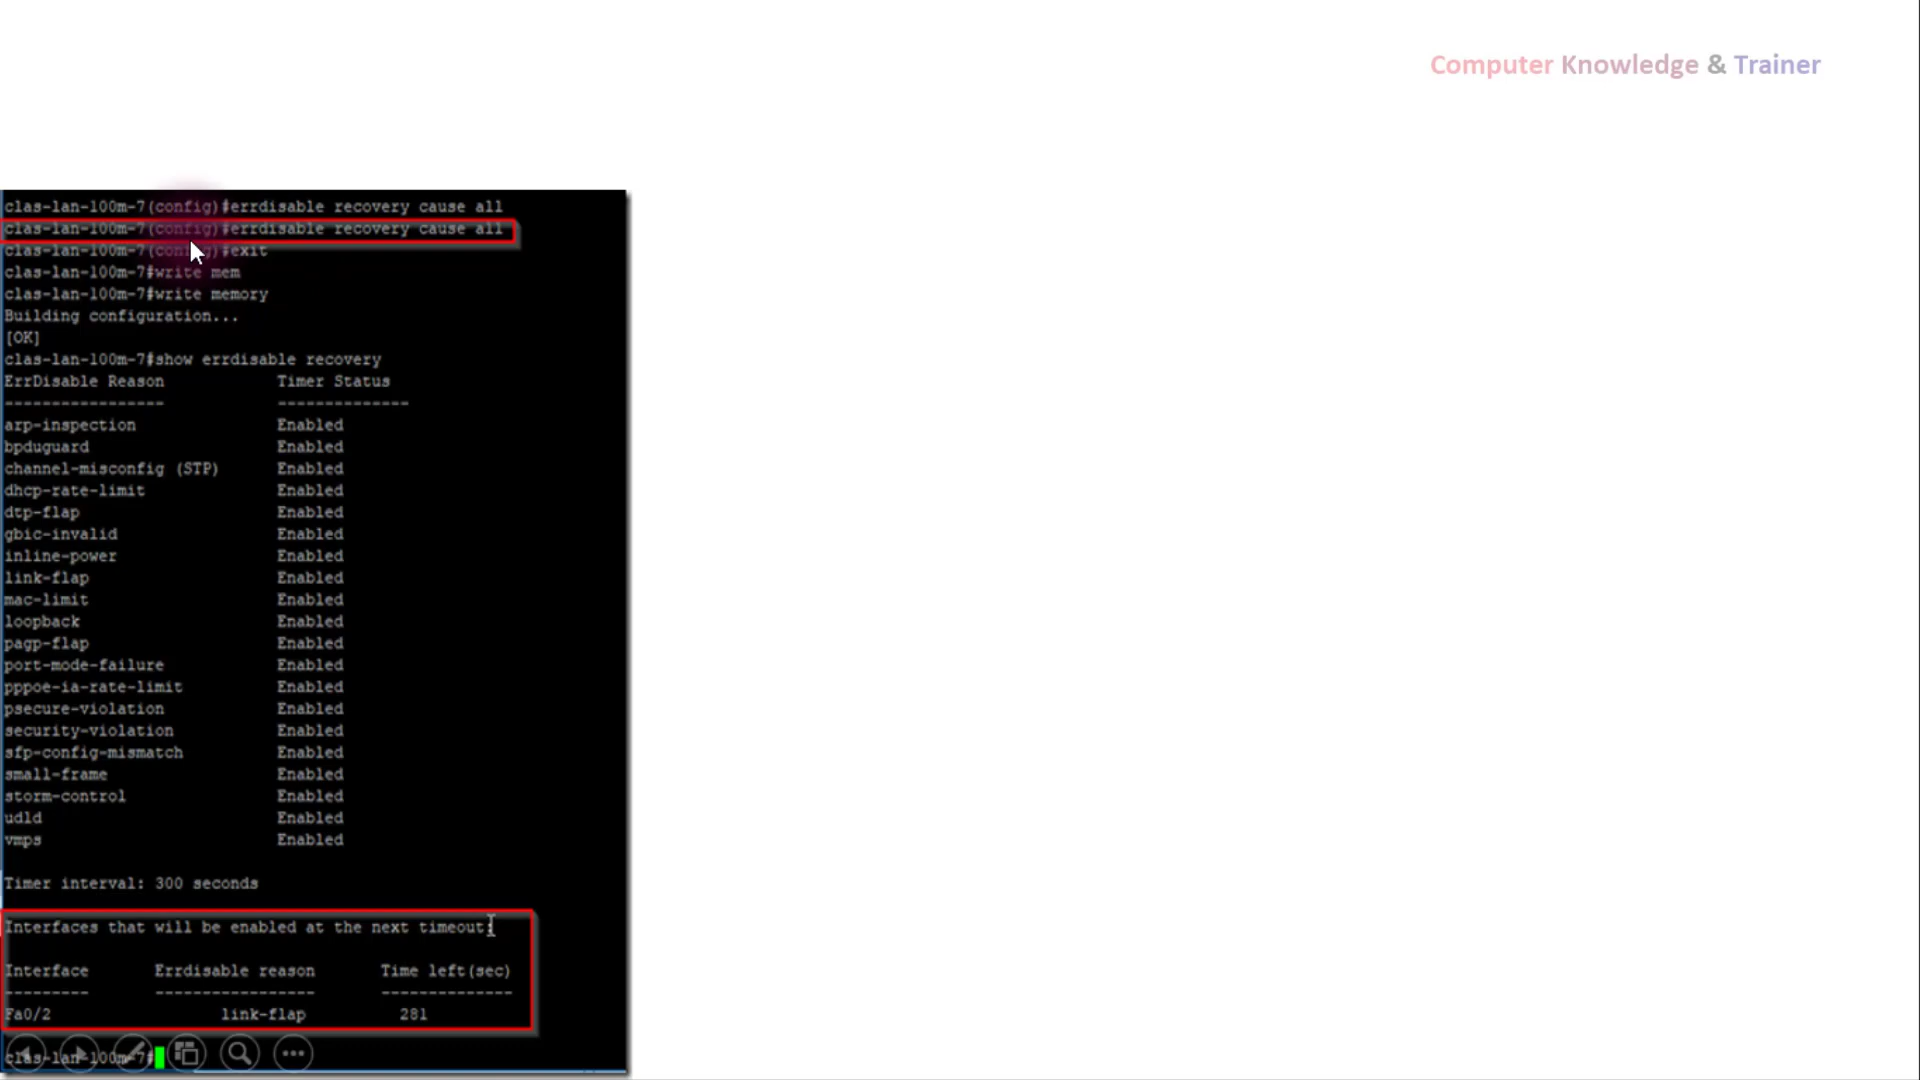 Computer Knowledge & Trainer
clas-lan-100m-7(config)#errdisable recovery cause all
clas-lan-100m-7(config)#errdisable recovery cause all
clas-lan-100m-7(config)#exit
clas-lan-100m-7#write mem
clas-lan-100m-7#write memory
Building configuration...
[OK]
clas-lan-100m-7#show errdisable recovery
ErrDisable Reason            Timer Status
-----------------            --------------
arp-inspection               Enabled
bpduguard                    Enabled
channel-misconfig (STP)      Enabled
dhcp-rate-limit              Enabled
dtp-flap                     Enabled
gbic-invalid                 Enabled
inline-power                 Enabled
link-flap                    Enabled
mac-limit                    Enabled
loopback                     Enabled
pagp-flap                    Enabled
port-mode-failure            Enabled
pppoe-ia-rate-limit          Enabled
psecure-violation            Enabled
security-violation           Enabled
sfp-config-mismatch          Enabled
small-frame                  Enabled
storm-control                Enabled
udld                         Enabled
vmps                         Enabled
Timer interval: 300 seconds
Interfaces that will be enabled at the next timeout:
Interface       Errdisable reason       Time left(sec)
---------       -----------------       --------------
Fa0/2                  link-flap          281
clas-lan-100m-7#